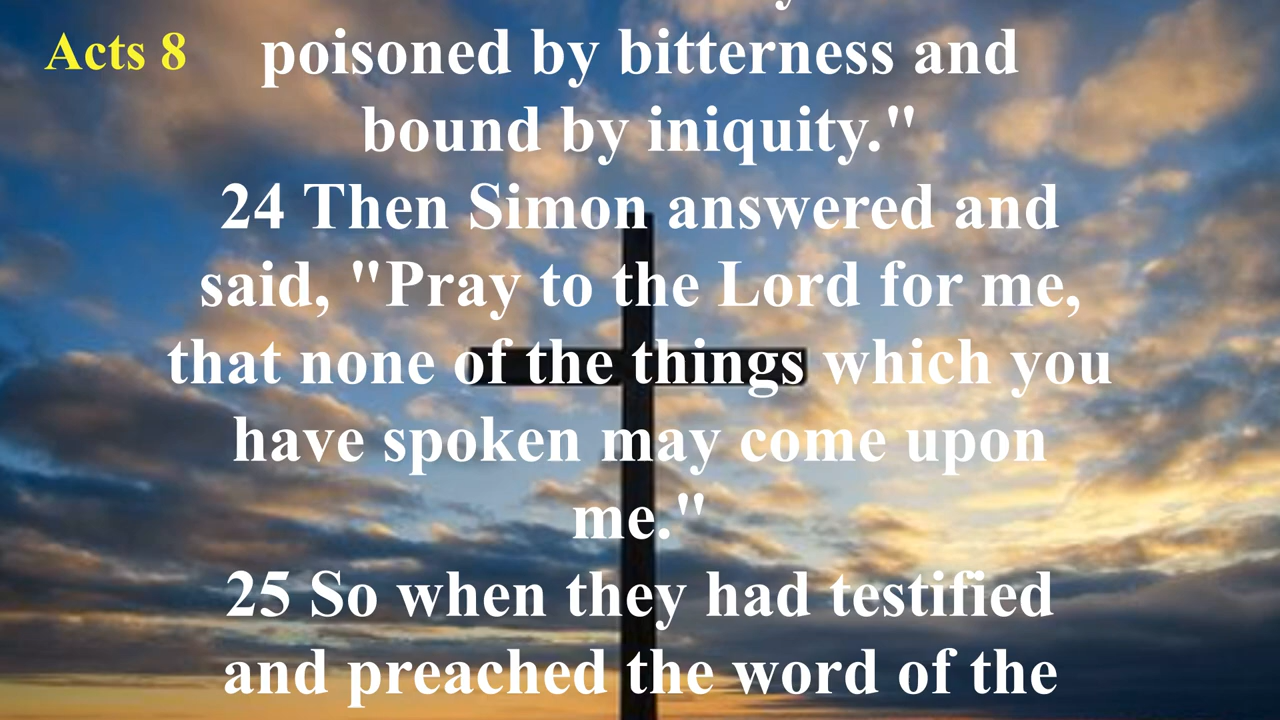 Acts 8
poisoned by bitterness and
bound by iniquity."
24 Then Simon answered and
said, "Pray to the Lord for me,
that none of the things which you
have spoken may come upon
me."
25 So when they had testified
and preached the word of the